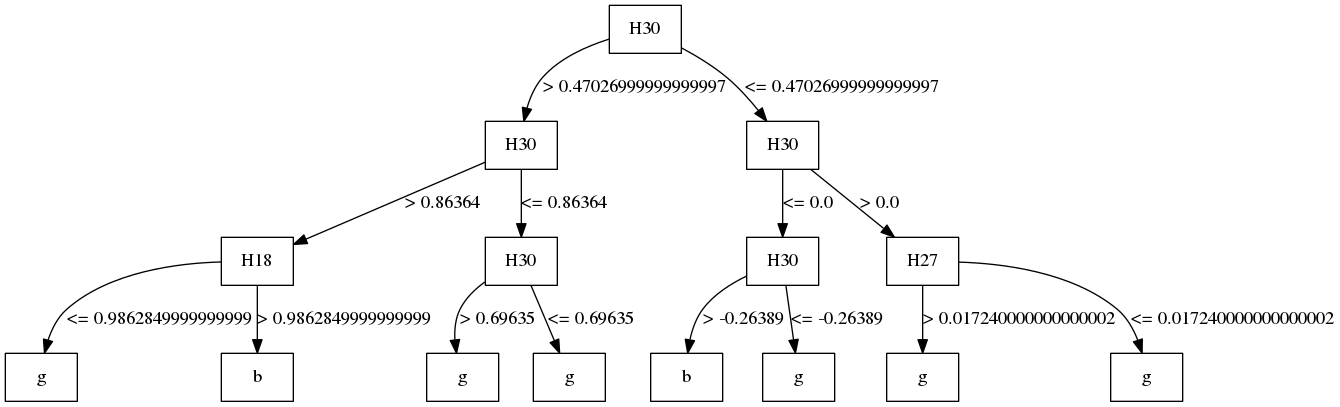 H30
> 0.47026999999999997
<= 0.47026999999999997
H30
H30
> 0.86364
<= 0.86364
<= 0.0
> 0.0
H18
H30
H30
H27
<= 0.9862849999999999
> 0.9862849999999999
> 0.69635
<= 0.69635
> -0.26389
<= -0.26389
> 0.017240000000000002
<= 0.017240000000000002
g
b
g
g
b
g
g
g